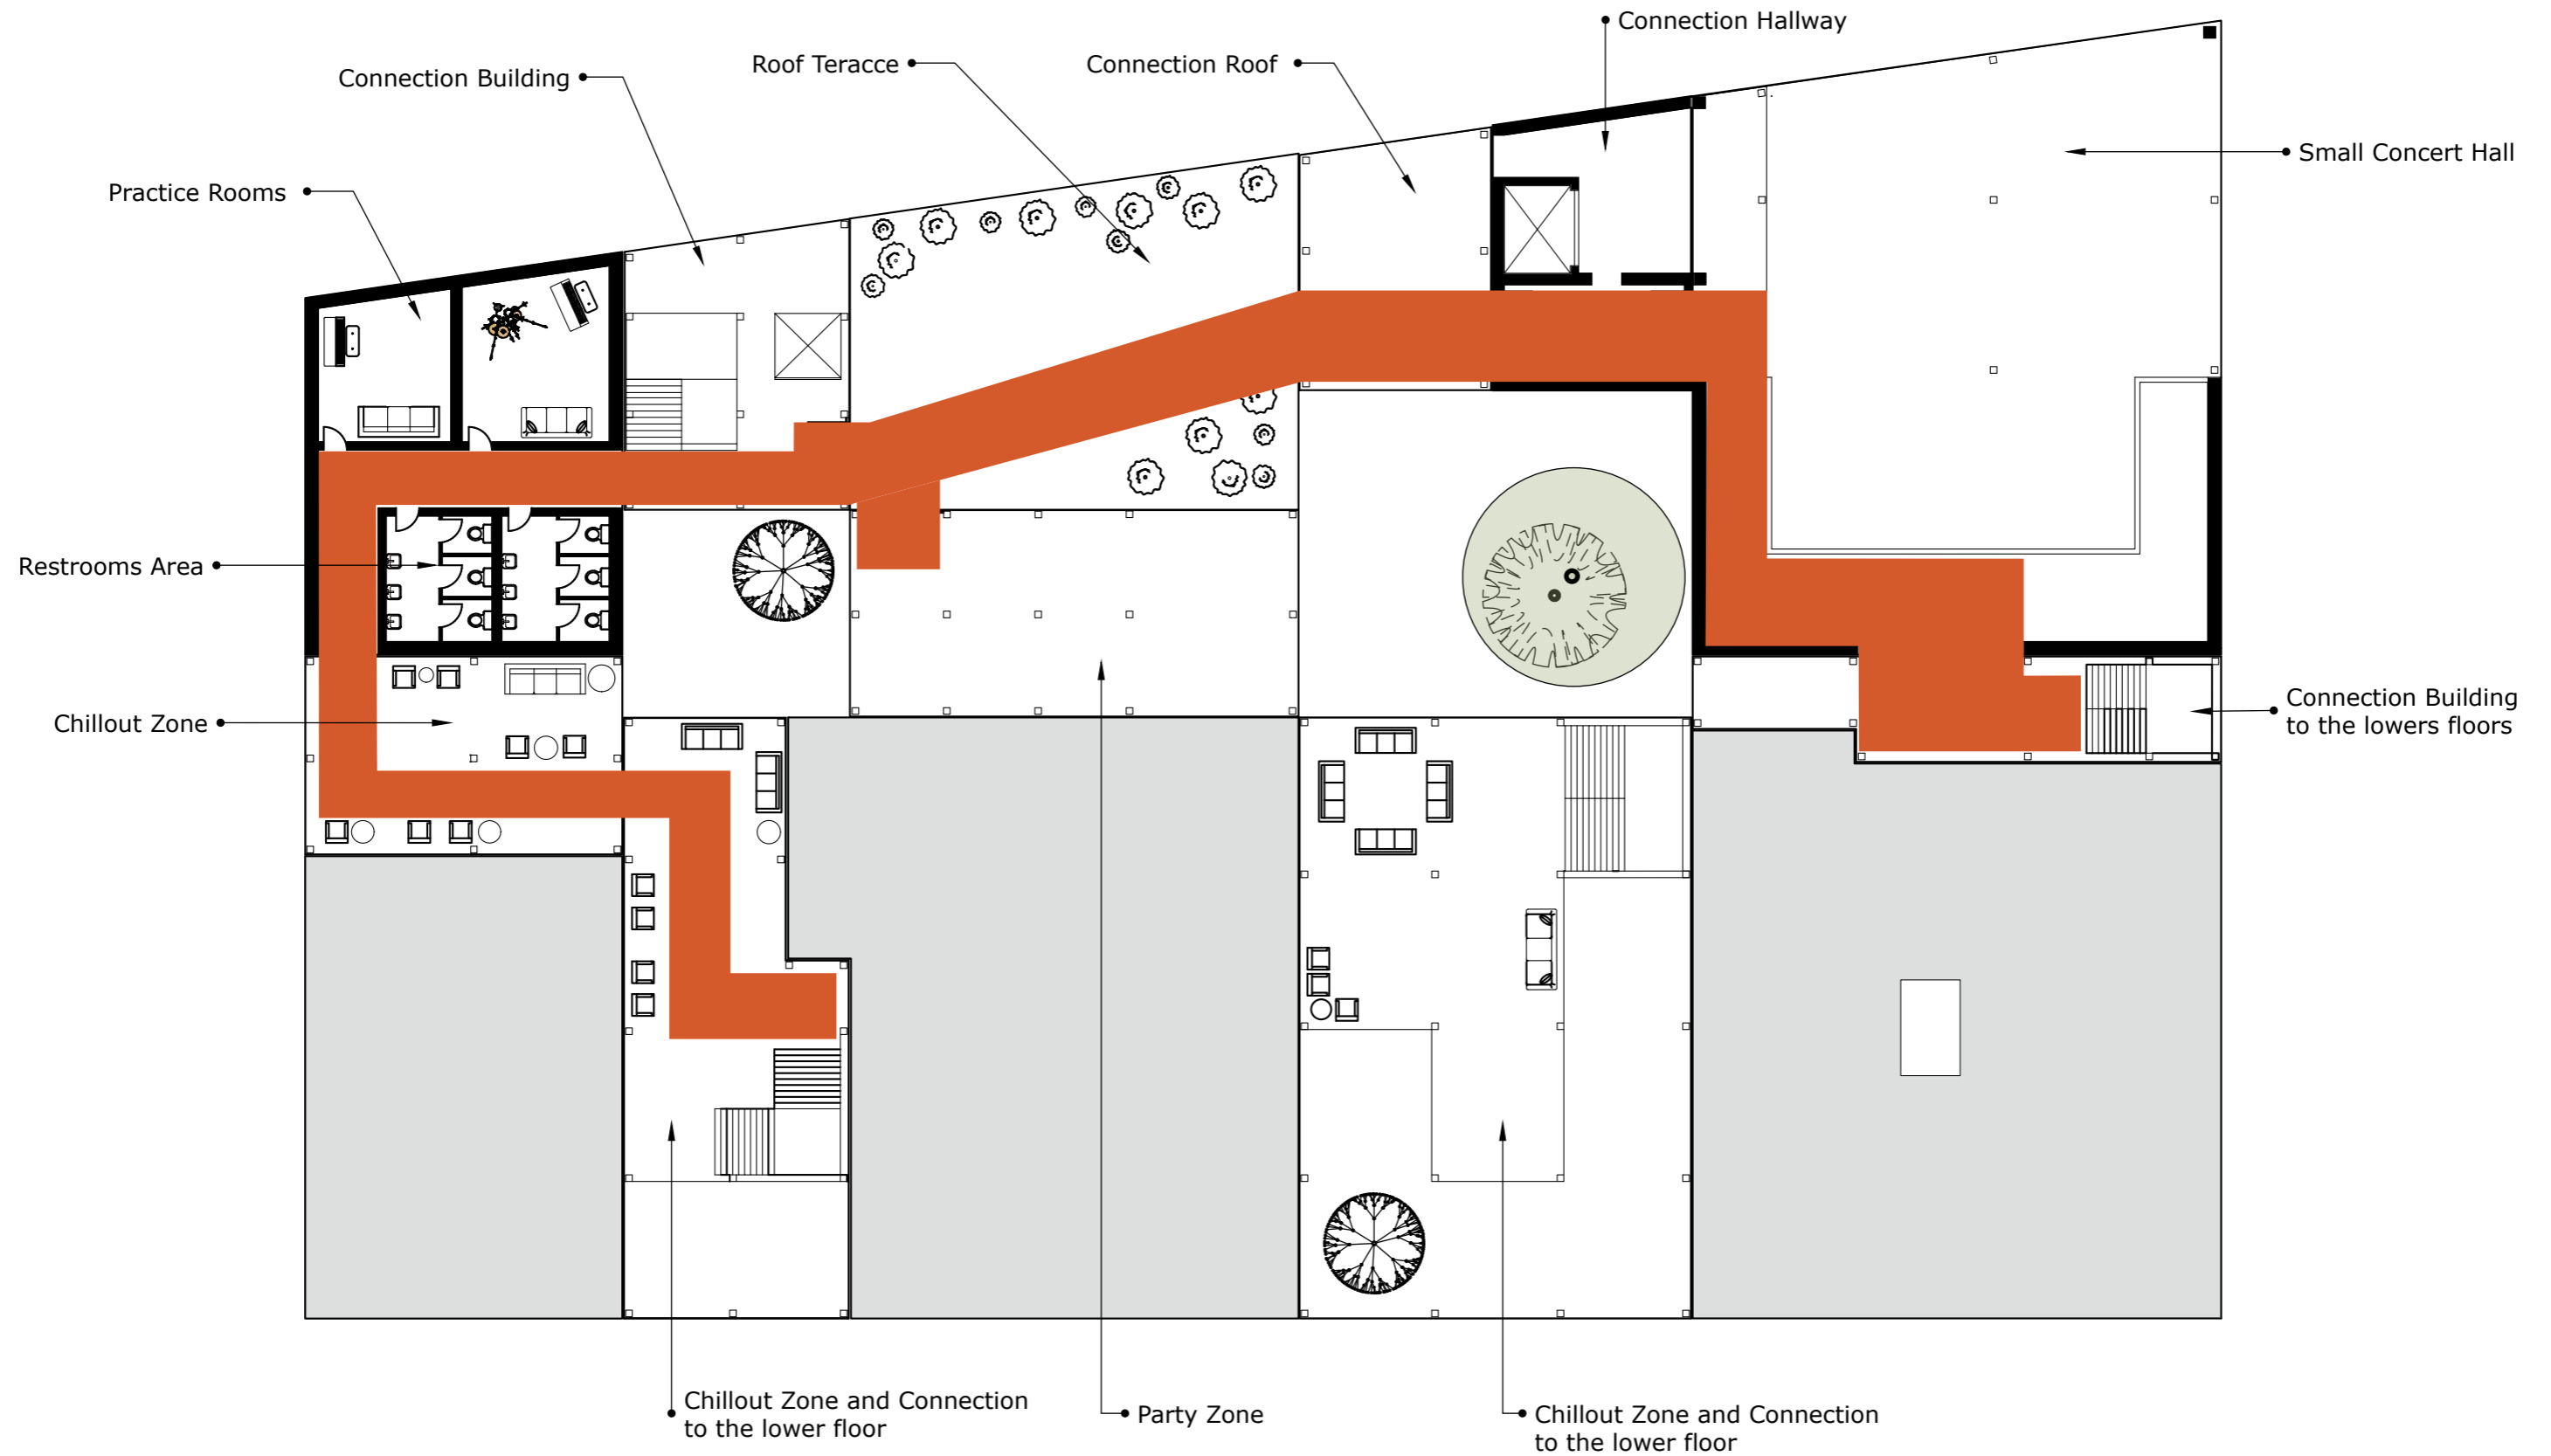 Connection Hallway
Roof Teracce
Connection Roof
Connection Building
Small Concert Hall
Practice Rooms
Restrooms Area
Connection Building
to the lowers floors
Chillout Zone
Chillout Zone and Connection
to the lower floor
Party Zone
Chillout Zone and Connection
to the lower floor